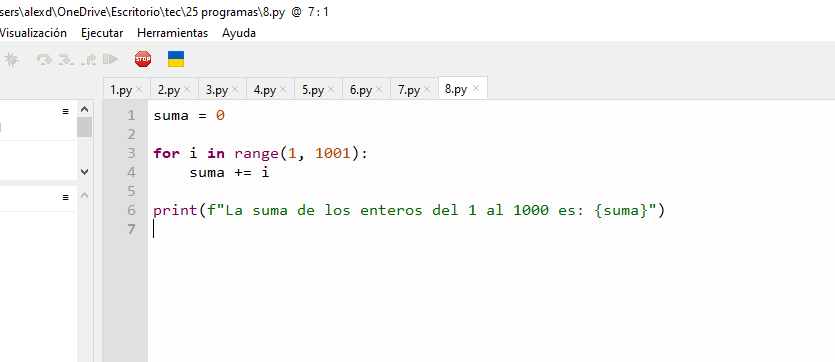 sers\alexd\OneDrive\Escritorio\tec\25 programas\8.py @ 7 : 1
Visualización Ejecutar Herramientas Ayuda
STOP
1.py × 2.py × 3.py × 4.py × 5.py × 6.py × 7.py × 8.py ×
1 suma = 0
2
3 for i in range(1, 1001):
4     suma += i
5
6 print(f"La suma de los enteros del 1 al 1000 es: {suma}")
7